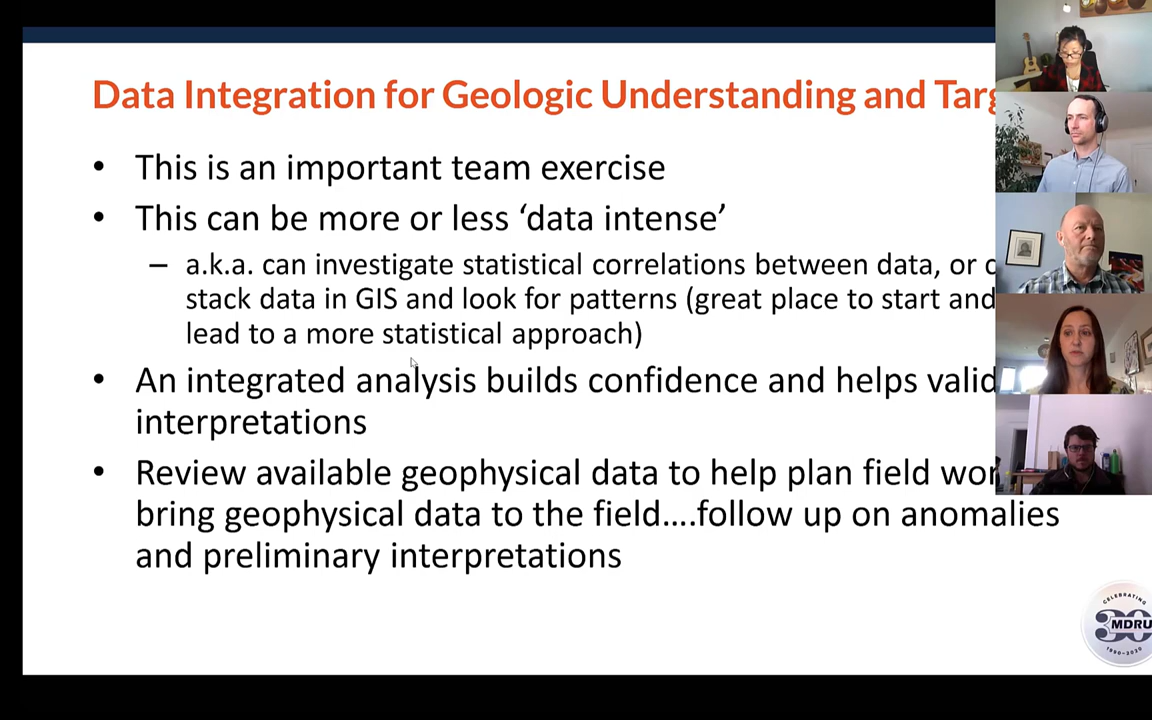 Data Integration for Geologic Understanding and
• This is an important team exercise
• This can be more or less ‘data intense’
– a.k.a. can investigate statistical correlations between data, or
stack data in GIS and look for patterns (great place to start and
lead to a more statistical approach)
• An integrated analysis builds confidence and helps
interpretations
• Review available geophysical data to help plan field
bring geophysical data to the field….follow up on anomalies
and preliminary interpretations
CELEBRATING
30
MDRU
1990-2020